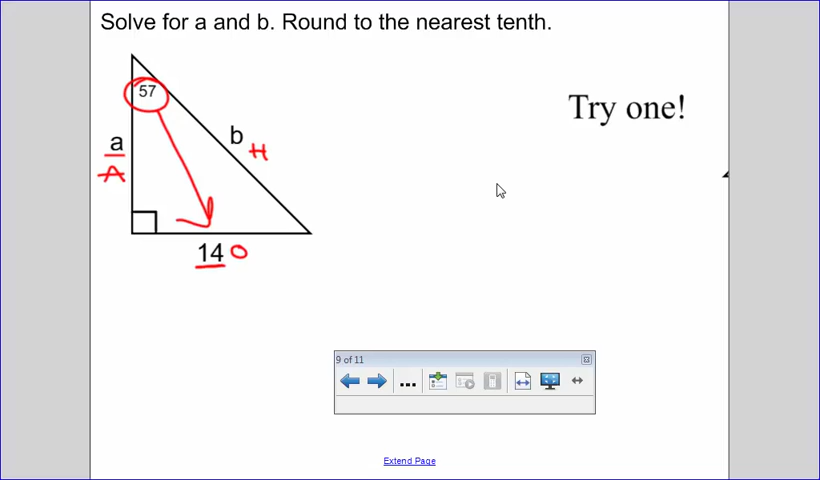 Solve for a and b. Round to the nearest tenth.
57
Try one!
a
b
H
A
14 O
9 of 11
...
Extend Page